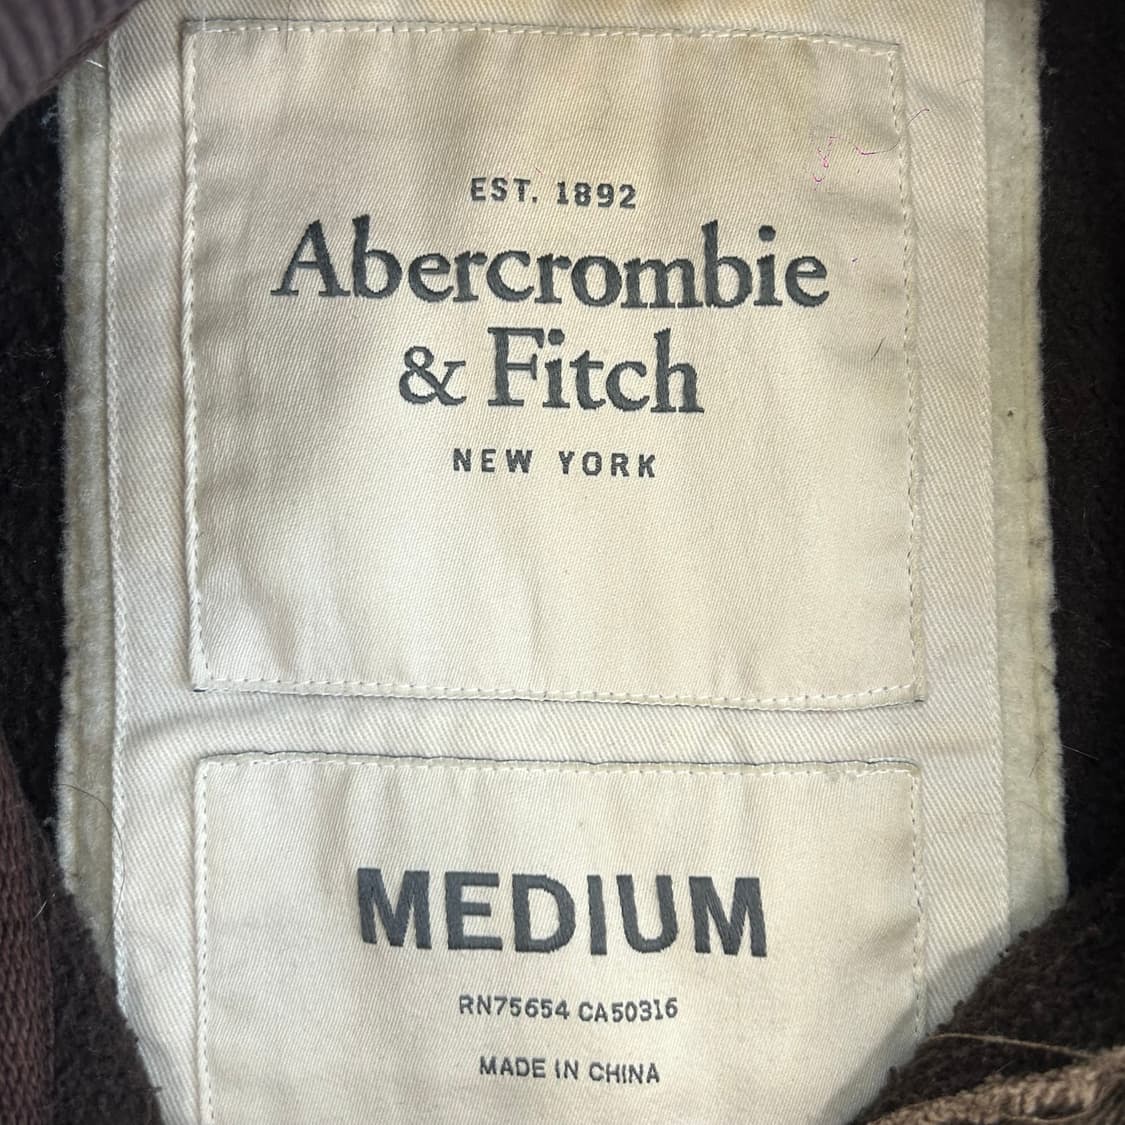 EST. 1892
Abercrombie
& Fitch
NEW YORK
MEDIUM
RN75654 CA50316
MADE IN CHINA